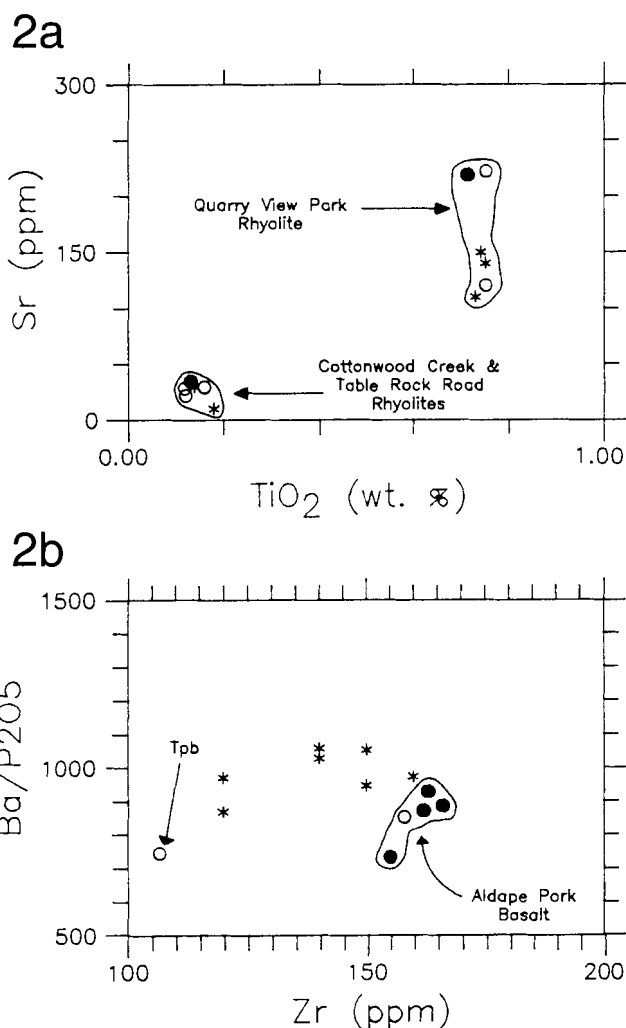 2a
300
Quarry View Park
Rhyolite
150
Sr (ppm)
Cottonwood Creek &
Table Rock Road
Rhyolites
0
0.00
1.00
TiO2 (wt. %)
2b
1500
Ba/P205
Tpb
1000
Aldape Park
Basalt
500
100
150
200
Zr (ppm)